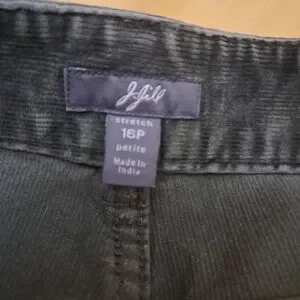 J.Jill
stretch
16P
petite
Made in
India